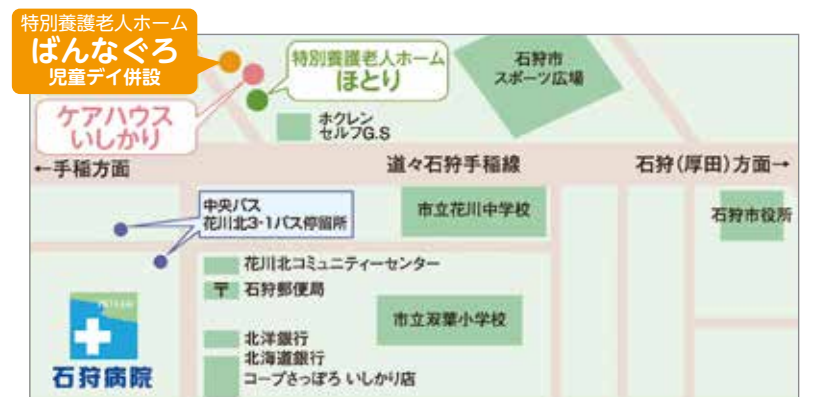 特別養護老人ホーム
ばんなぐろ
児童デイ併設
特別養護老人ホーム
ほとり
石狩市
スポーツ広場
ケアハウス
いしかり
ホクレン
セルフG.S
←手稲方面
道々石狩手稲線
石狩(厚田)方面→
中央バス
花川北3-1バス停留所
市立花川中学校
石狩市役所
花川北コミュニティーセンター
〒 石狩郵便局
市立双葉小学校
北洋銀行
北海道銀行
コープさっぽろ いしかり店
石狩病院